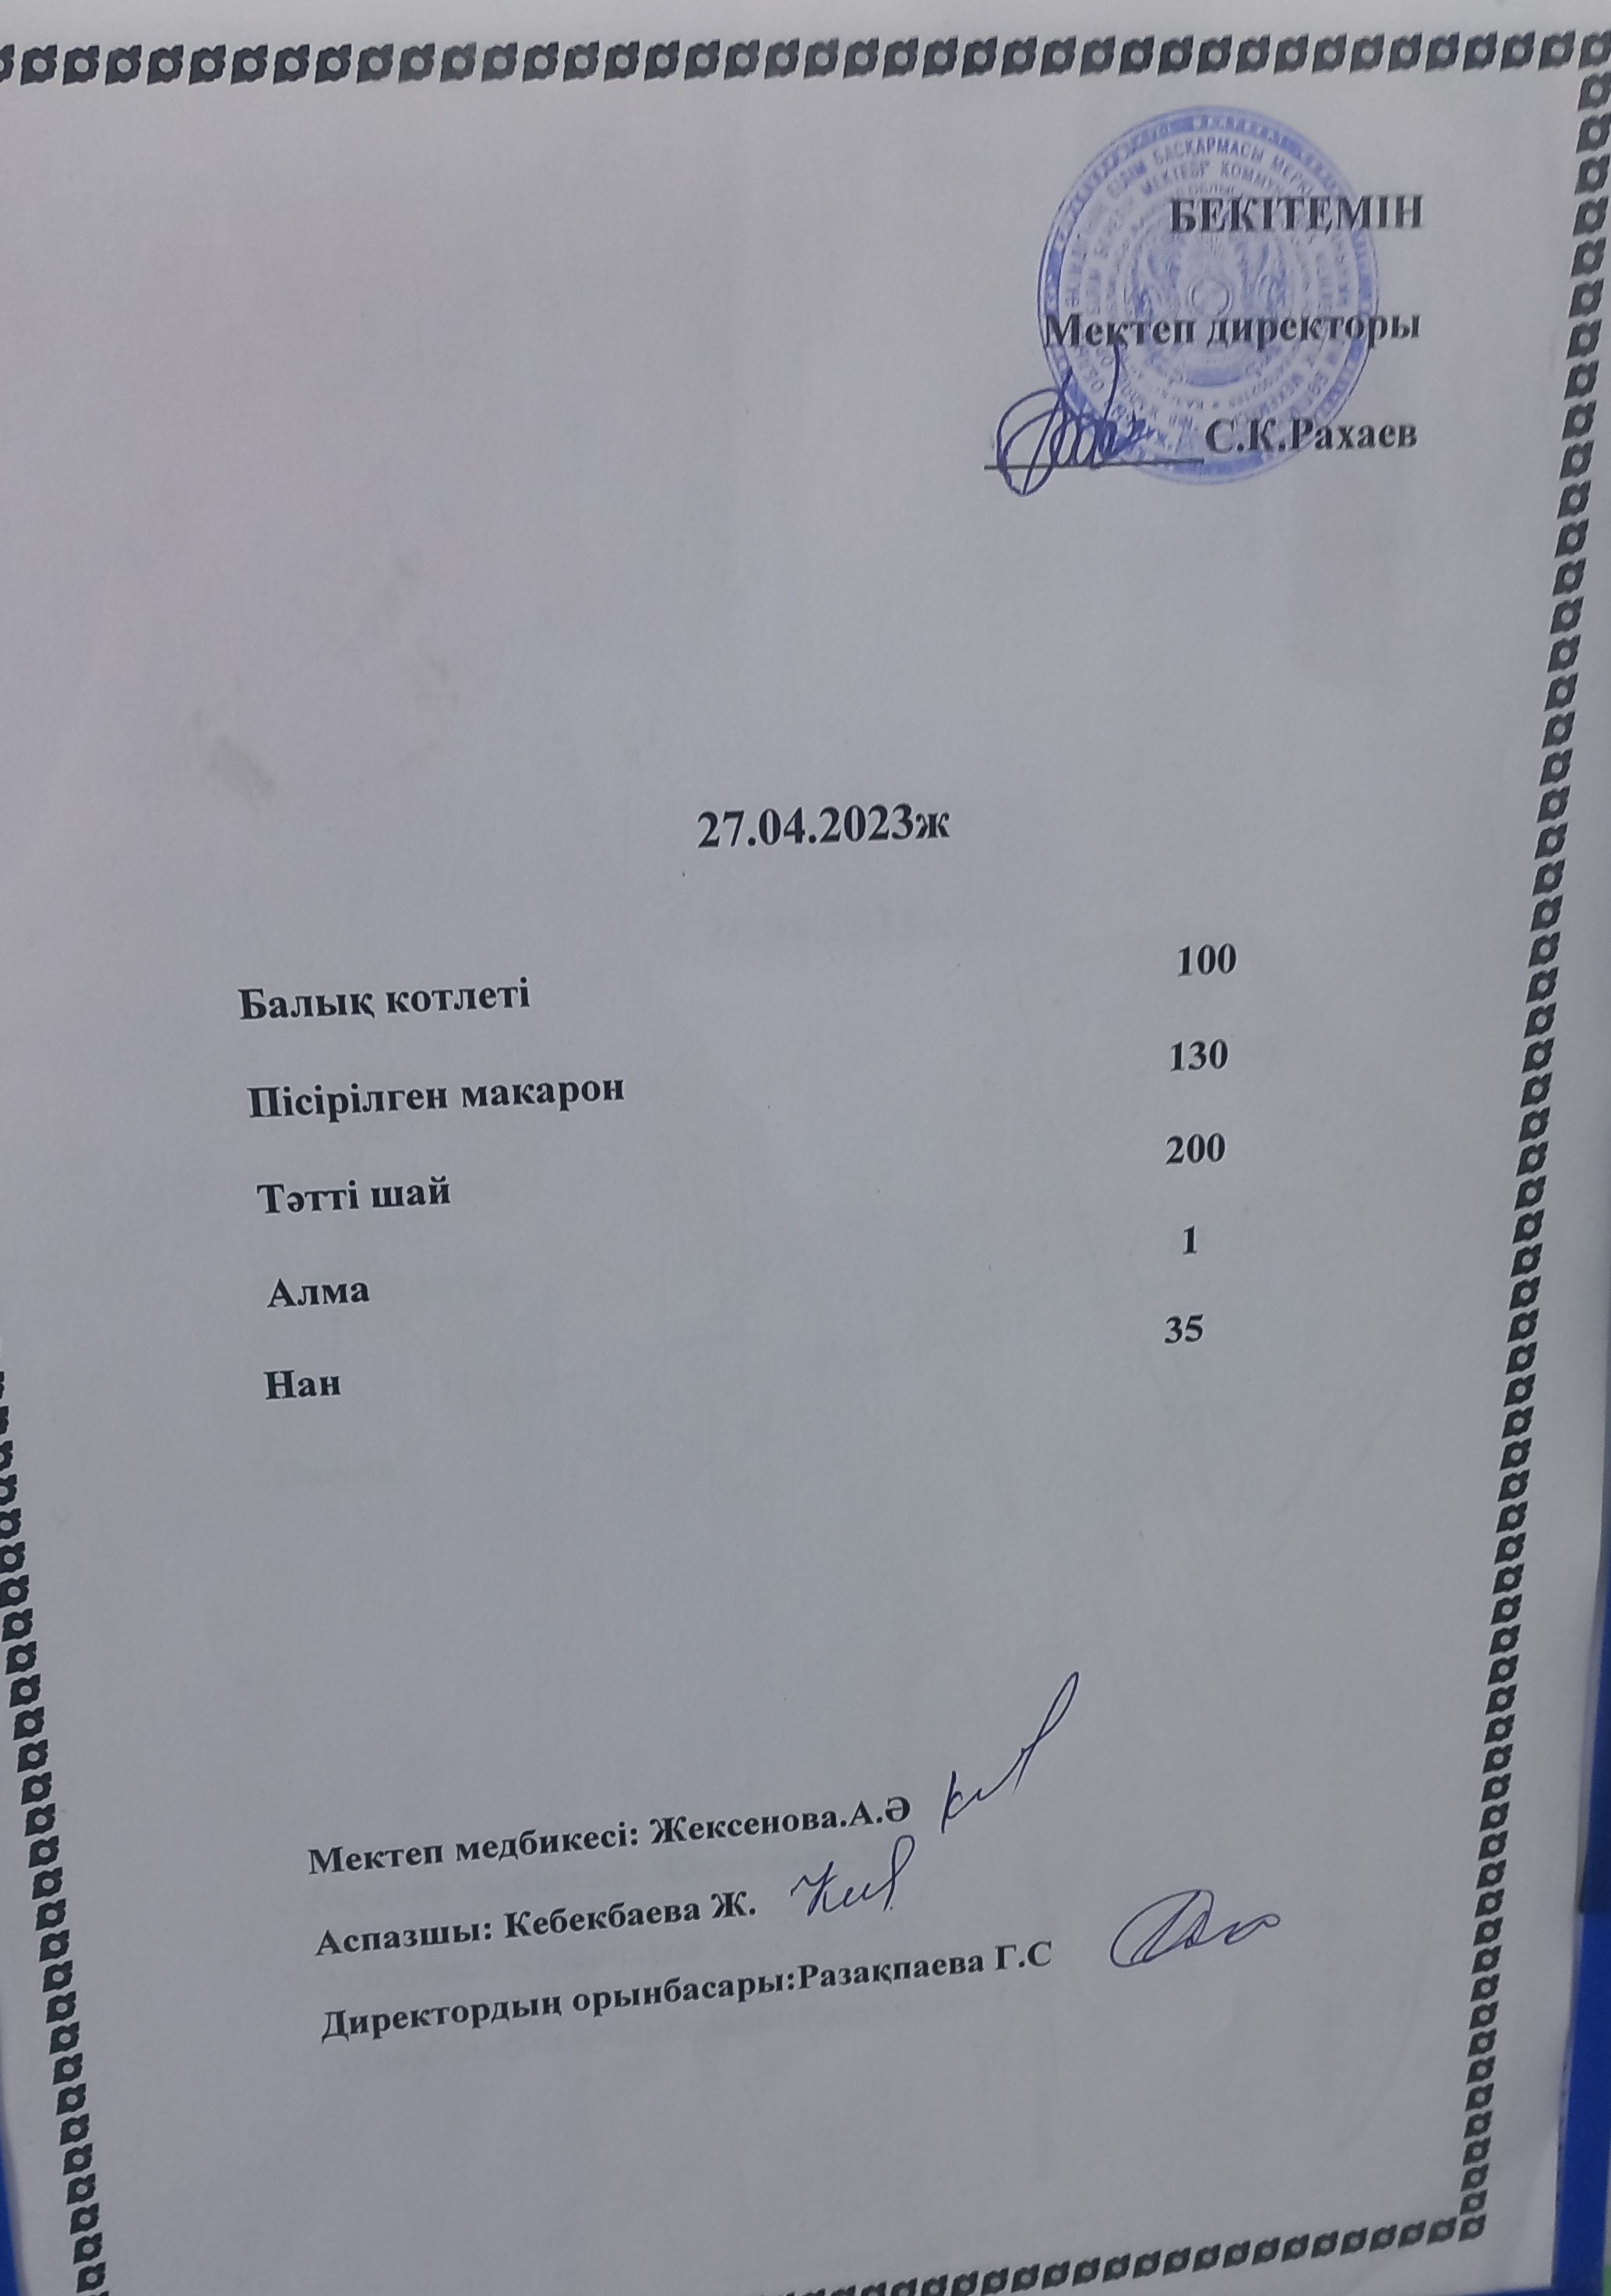 БЕКІТЕМІН
Мектеп директоры
С.К.Рахаев
27.04.2023ж
Балық котлеті 100
Пісірілген макарон 130
Тәтті шай 200
Алма 1
Нан 35
Мектеп медбикесі: Жексенова.А.Ә
Аспазшы: Кебекбаева Ж.
Директордың орынбасары:Разақпаева Г.С